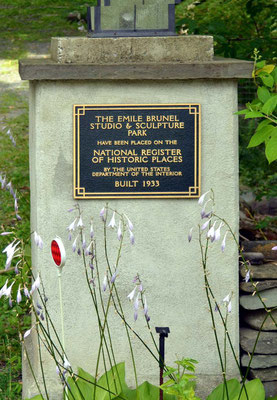 THE EMILE BRUNEL
STUDIO & SCULPTURE
PARK
HAVE BEEN PLACED ON THE
NATIONAL REGISTER
OF HISTORIC PLACES
BY THE UNITED STATES
DEPARTMENT OF THE INTERIOR
BUILT 1933